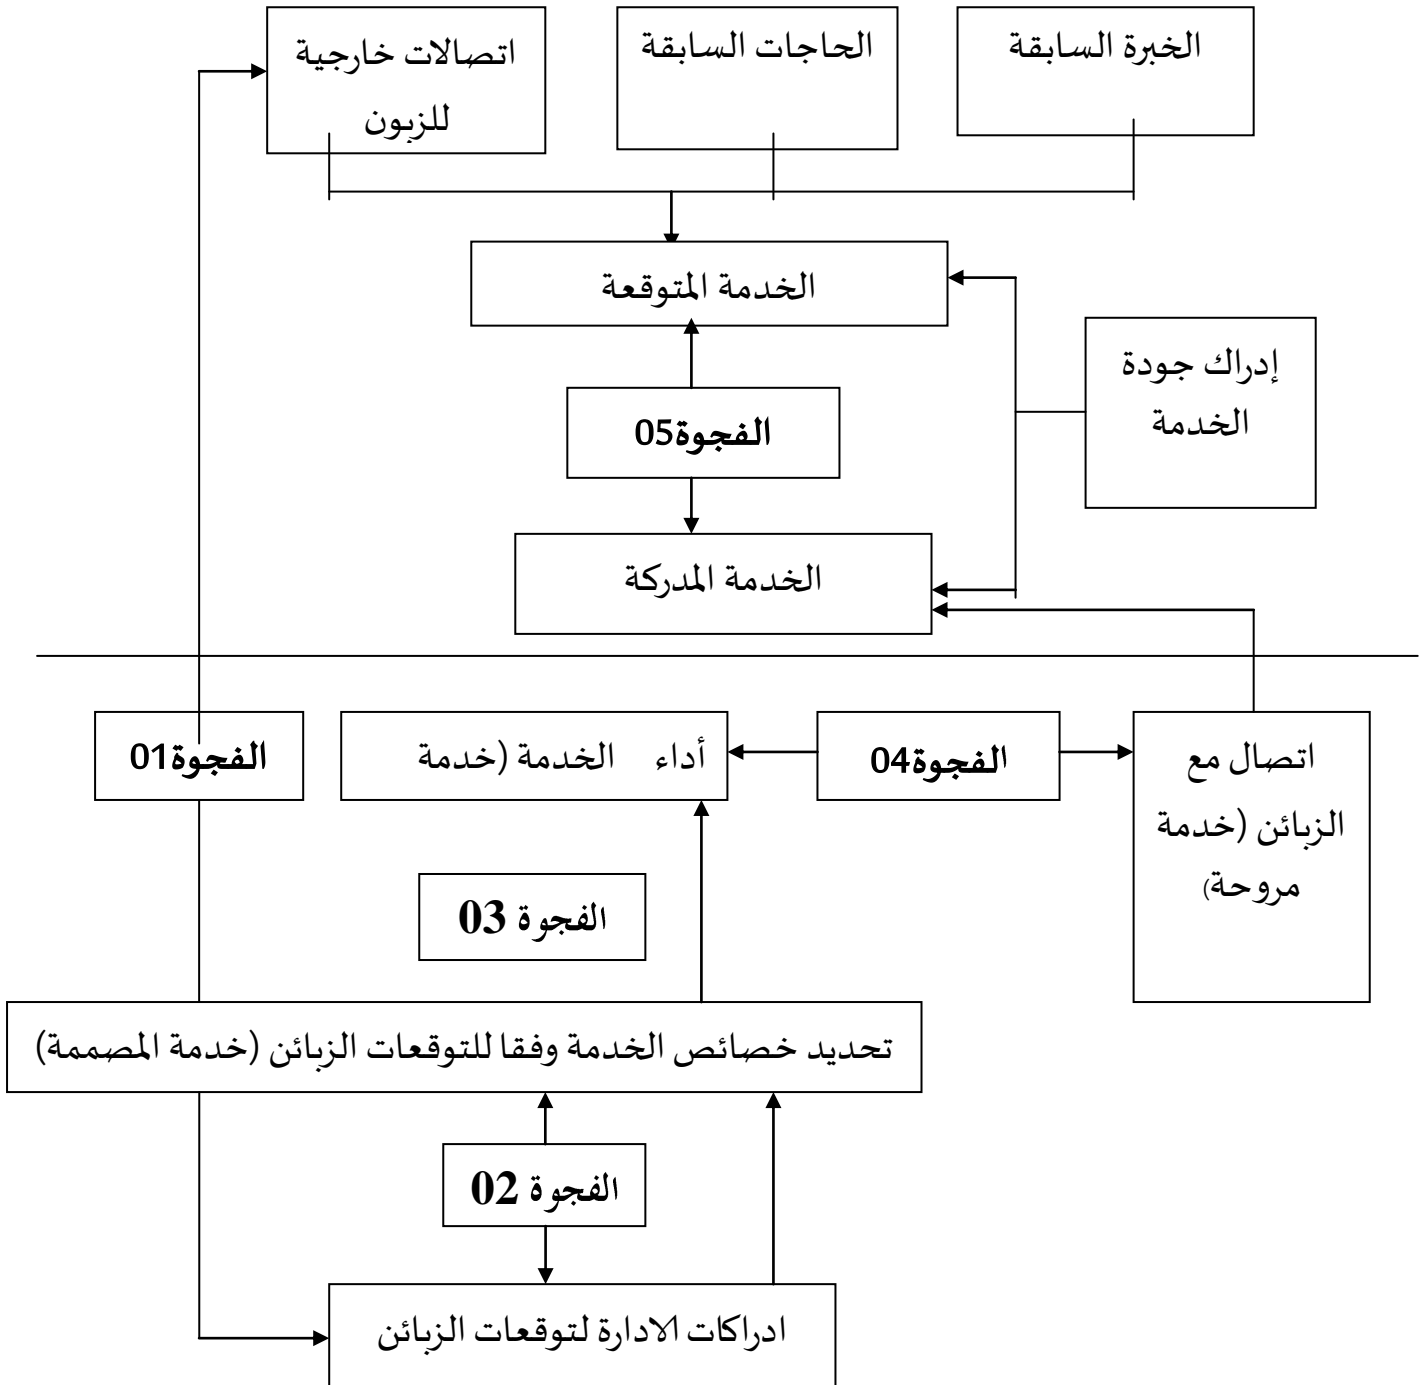 الخبرة السابقة
الحاجات السابقة
اتصالات خارجية
للزبون
الخدمة المتوقعة
إدراك جودة
الخدمة
الفجوة05
الخدمة المدركة
اتصال مع
الزبائن (خدمة
مروحة)
الفجوة04
أداء الخدمة (خدمة
الفجوة01
الفجوة 03
تحديد خصائص الخدمة وفقا للتوقعات الزبائن (خدمة المصممة)
الفجوة 02
ادراكات الادارة لتوقعات الزبائن